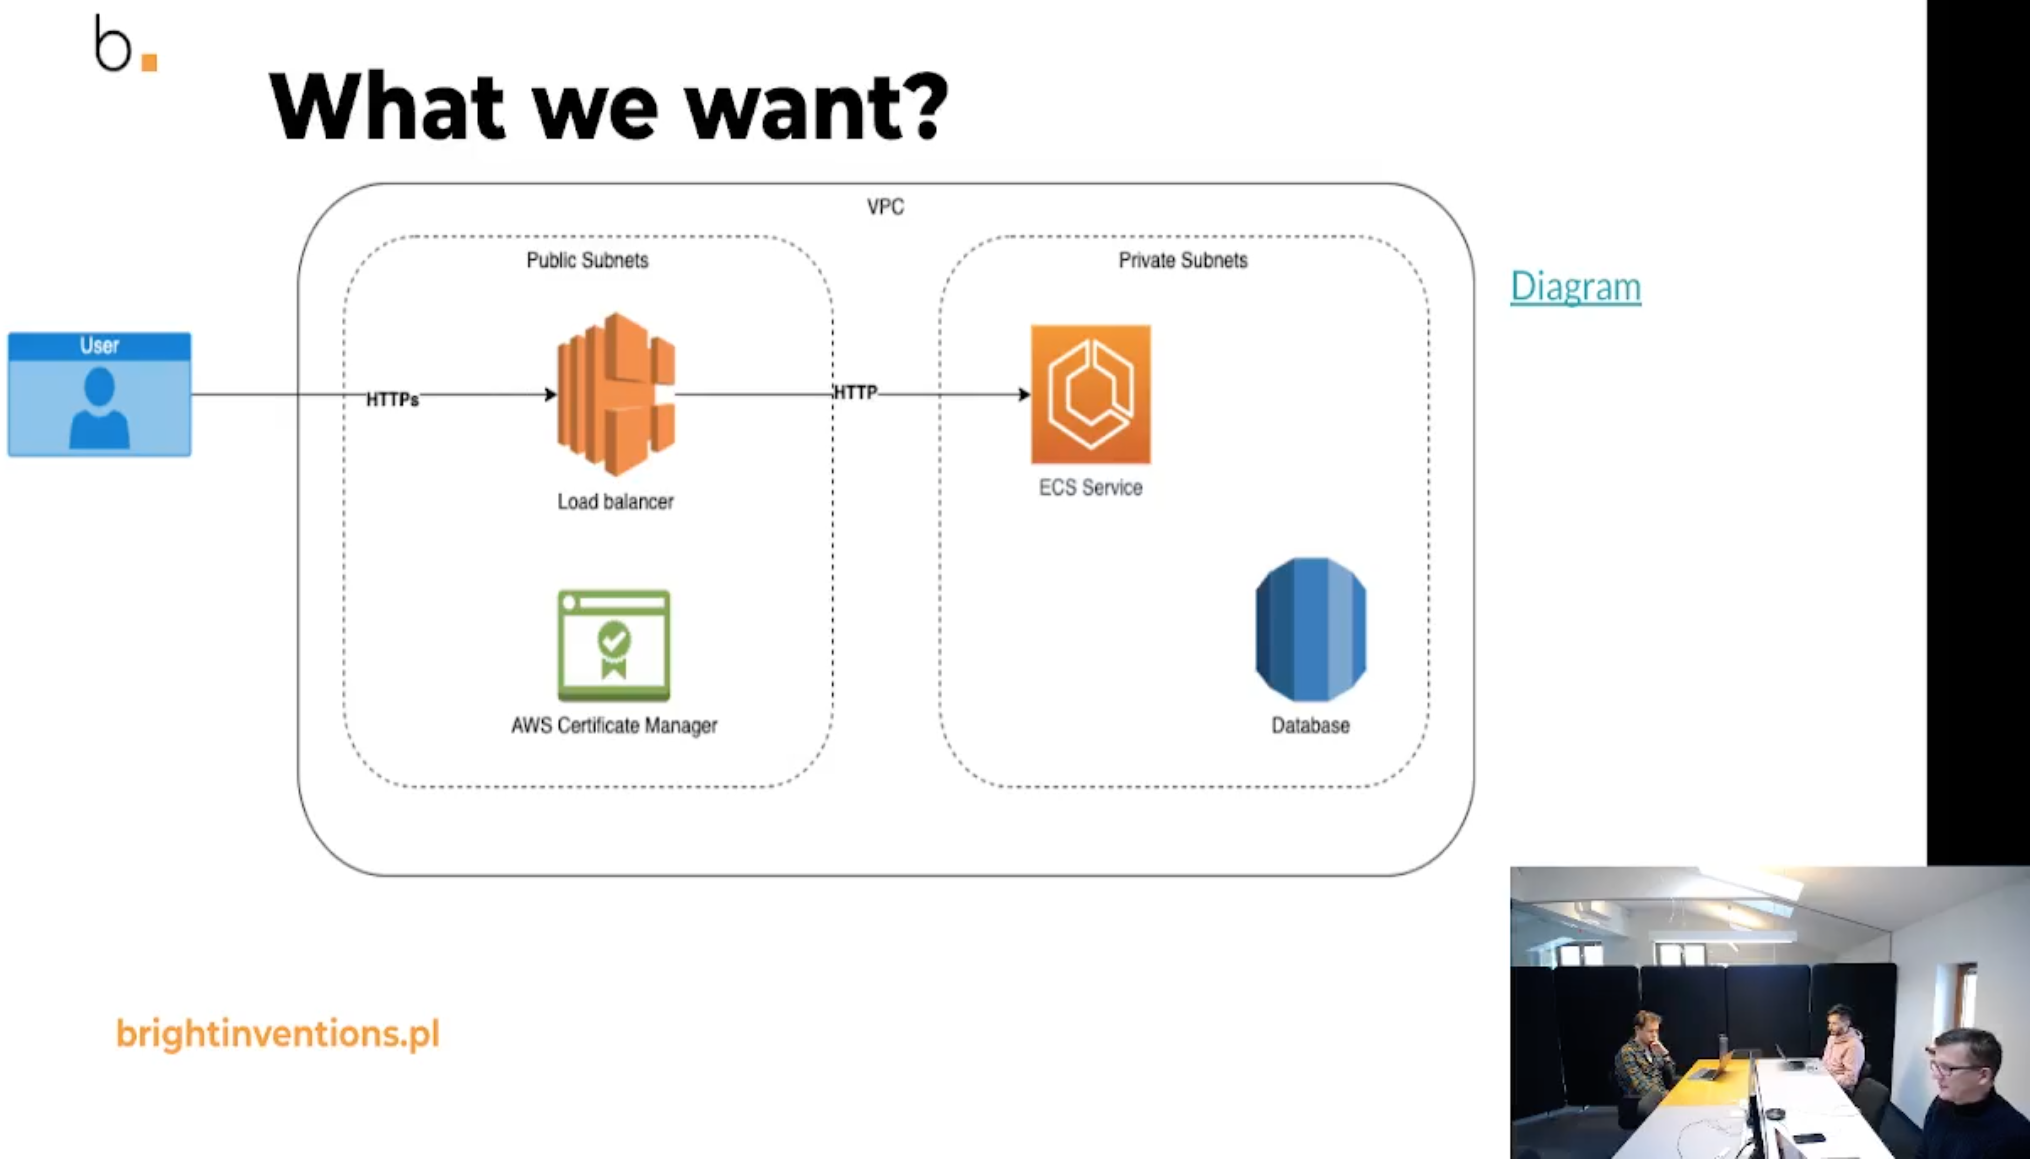 b.
What we want?
VPC
Public Subnets
Private Subnets
Diagram
User
HTTPs
HTTP
Load balancer
ECS Service
AWS Certificate Manager
Database
brightinventions.pl